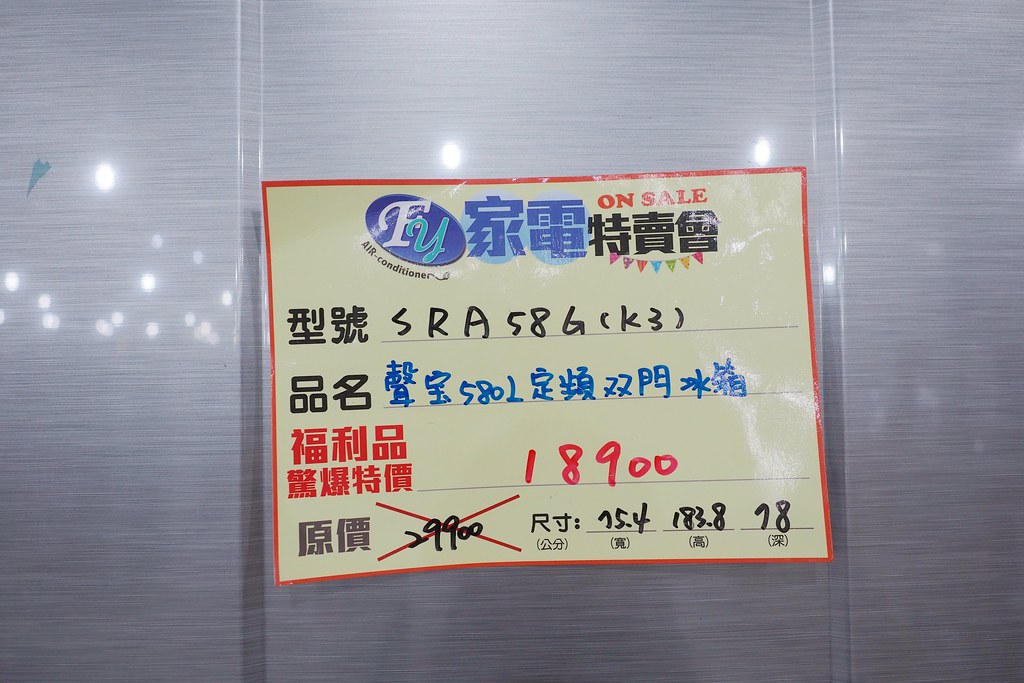 Fy 家電 特賣會 ON SALE
AIR-conditioner
型號 SRA58G(K3)
品名 聲宝580L定頻双門冰箱
福利品
驚爆特價 18900
原價 29900 尺寸: 75.4 183.8 78
(公分) (寬) (高) (深)